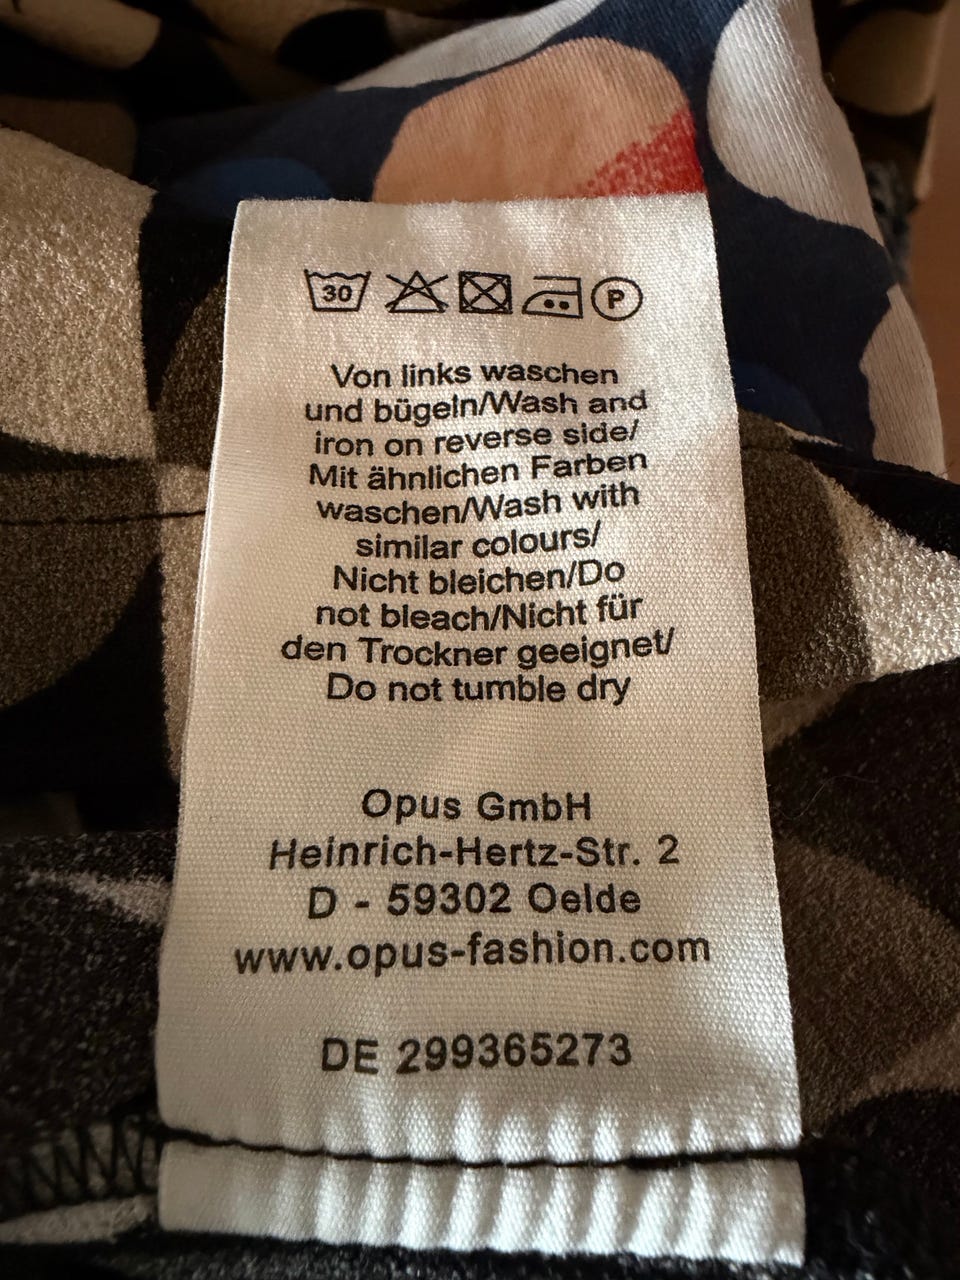 30 P
Von links waschen
und bügeln/Wash and
iron on reverse side/
Mit ähnlichen Farben
waschen/Wash with
similar colours/
Nicht bleichen/Do
not bleach/Nicht für
den Trockner geeignet/
Do not tumble dry
Opus GmbH
Heinrich-Hertz-Str. 2
D - 59302 Oelde
www.opus-fashion.com
DE 299365273